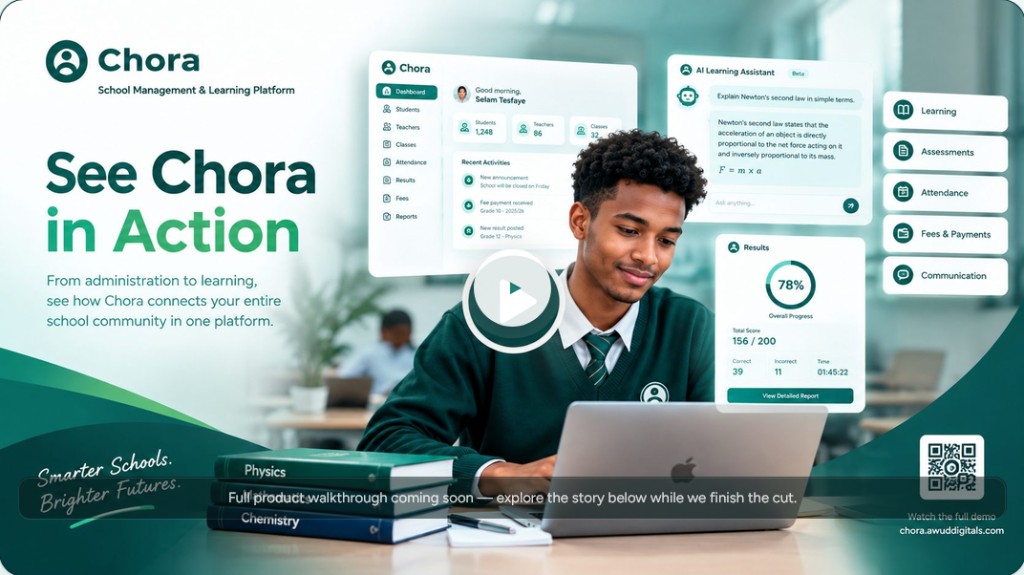 Chora
School Management & Learning Platform
See Chora
in Action
From administration to learning,
see how Chora connects your entire
school community in one platform.
Chora
Dashboard
Students
Teachers
Classes
Attendance
Results
Fees
Reports
Good morning,
Selam Tesfaye
Students
1,248
Teachers
86
Classes
32
Recent Activities
New announcement
School will be closed on Friday
Fee payment received
Grade 10 - 2025/26
New result posted
Grade 12 - Physics
AI Learning Assistant
Beta
Explain Newton's second law in simple terms.
Newton's second law states that the
acceleration of an object is directly
proportional to the net force acting on it
and inversely proportional to its mass.
F = m × a
Ask anything...
Results
78%
Overall Progress
Total Score
156 / 200
Correct
39
Incorrect
11
Time
01:45:22
View Detailed Report
Learning
Assessments
Attendance
Fees & Payments
Communication
Smarter Schools.
Brighter Futures.
Physics
Chemistry
Full product walkthrough coming soon — explore the story below while we finish the cut.
Watch the full demo
chora.awuddigitals.com